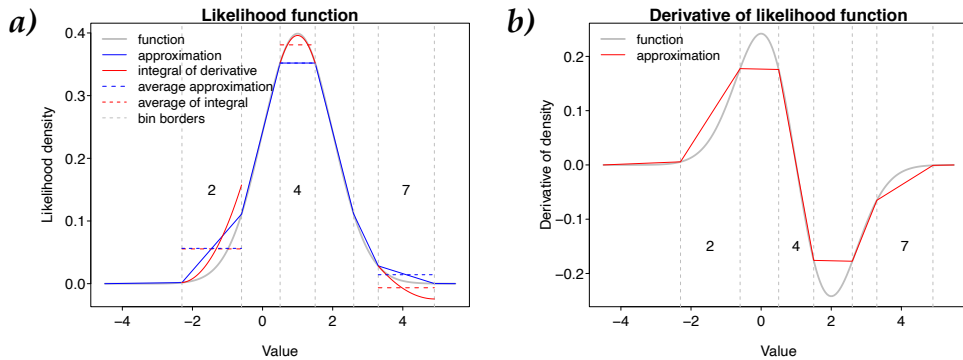 a)
Likelihood function
function
approximation
integral of derivative
average approximation
average of integral
bin borders
Likelihood density
0.4
0.3
0.2
0.1
0.0
2
4
7
−4 −2 0 2 4
Value
b)
Derivative of likelihood function
function
approximation
Derivative of density
0.2
0.1
0.0
−0.1
−0.2
2
4
7
−4 −2 0 2 4
Value